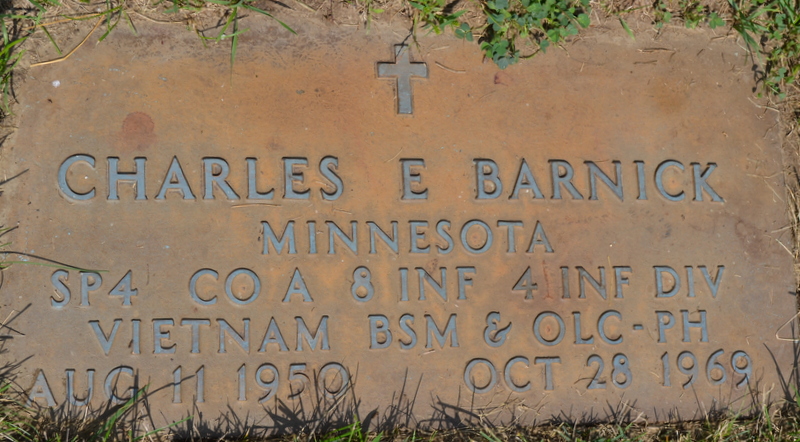 CHARLES E BARNICK
MINNESOTA
SP4 CO A 8 INF 4 INF DIV
VIETNAM BSM & OLC-PH
AUG 11 1950 OCT 28 1969